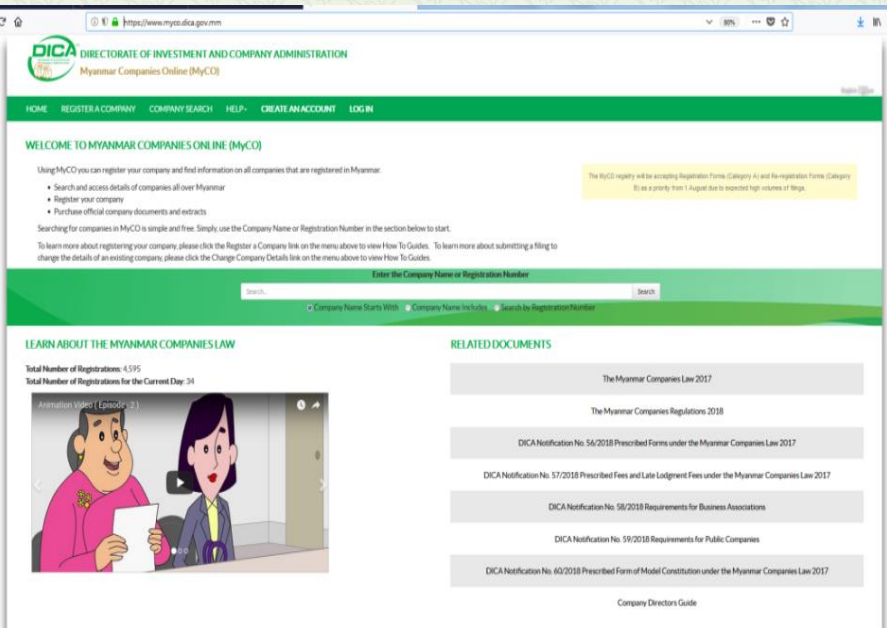 https://www.myco.dica.gov.mm
80%
DICA
DIRECTORATE OF INVESTMENT AND COMPANY ADMINISTRATION
Myanmar Companies Online (MyCO)
HOME REGISTER A COMPANY COMPANY SEARCH HELP CREATE AN ACCOUNT LOG IN
WELCOME TO MYANMAR COMPANIES ONLINE (MyCO)
Using MyCO you can register your company and find information on all companies that are registered in Myanmar.
• Search and access details of companies all over Myanmar
• Register your company
• Purchase official company documents and extracts
Searching for companies in MyCO is simple and free. Simply, use the Company Name or Registration Number in the section below to start.
To learn more about registering your company, please click the Register a Company link on the menu above to view How To Guides. To learn more about submitting a filing to
change the details of an existing company, please click the Change Company Details link on the menu above to view How To Guides.
The MyCO registry will be accepting Registration Forms (Category A) and Re-registration Forms (Category
B) as a priority from 1 August due to expected high volumes of filings.
Enter the Company Name or Registration Number
Search...
Search
Company Name Starts With Company Name Includes Search by Registration Number
LEARN ABOUT THE MYANMAR COMPANIES LAW
Total Number of Registrations: 4,595
Total Number of Registrations for the Current Day: 34
Animation Video ( Episode - 2 )
RELATED DOCUMENTS
The Myanmar Companies Law 2017
The Myanmar Companies Regulations 2018
DICA Notification No. 56/2018 Prescribed Forms under the Myanmar Companies Law 2017
DICA Notification No. 57/2018 Prescribed Fees and Late Lodgment Fees under the Myanmar Companies Law 2017
DICA Notification No. 58/2018 Requirements for Business Associations
DICA Notification No. 59/2018 Requirements for Public Companies
DICA Notification No. 60/2018 Prescribed Form of Model Constitution under the Myanmar Companies Law 2017
Company Directors Guide